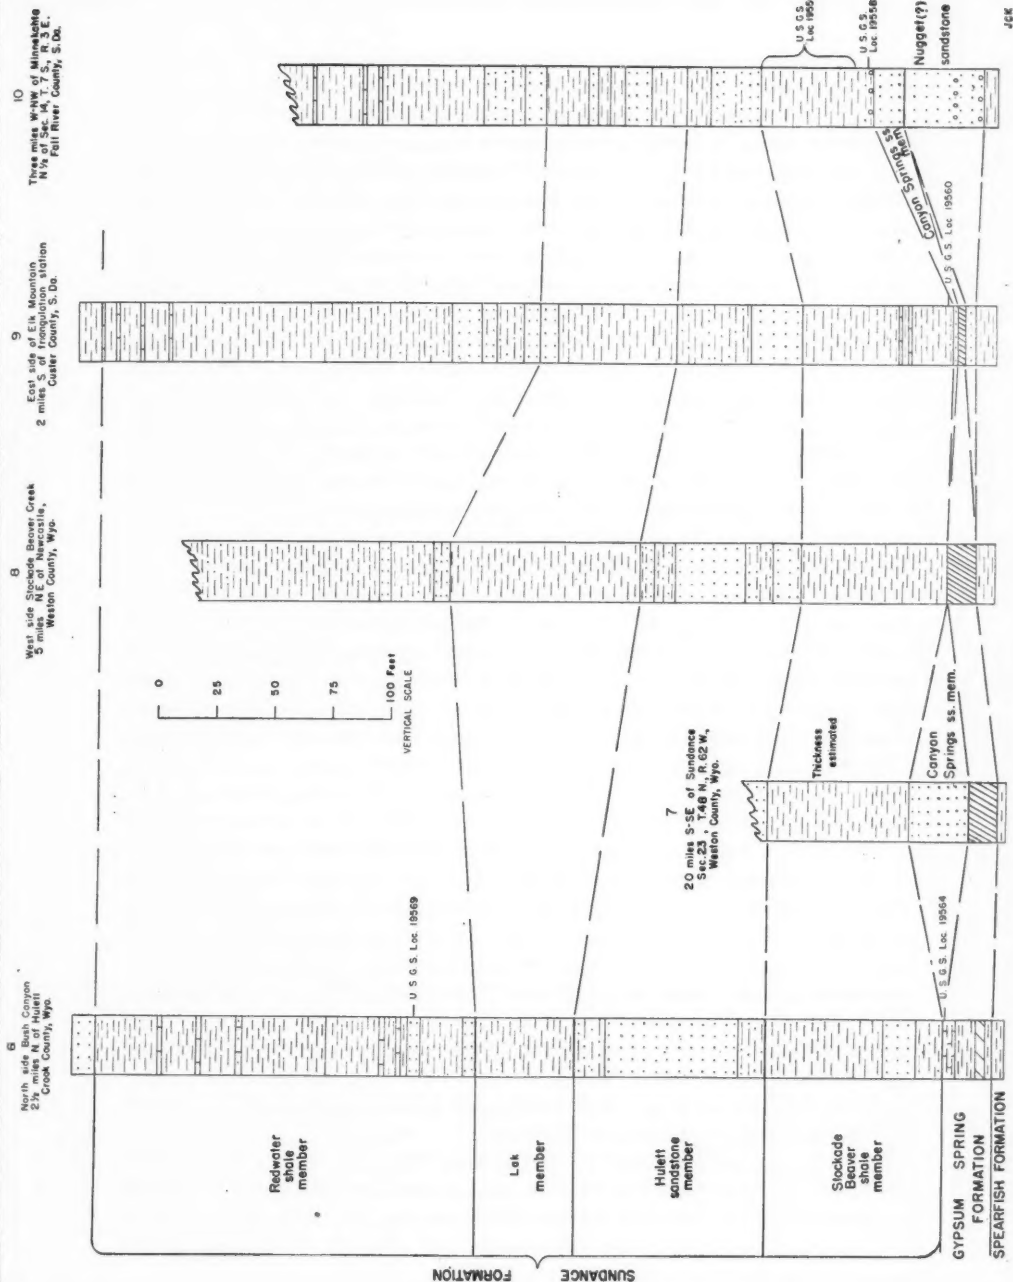 6
North side Bush Canyon
2½ miles N of Hulett
Crook County, Wyo.
7
20 miles S-SE of Sundance
Sec. 23, T.48 N., R.62 W.,
Weston County, Wyo.
8
West side Stockade Beaver Creek
5 miles NE of Newcastle,
Weston County, Wyo.
9
East side of Elk Mountain
2 miles S. of triangulation station
Custer County, S. Da.
10
Three miles W-NW of Minnekahta
N½ of Sec. 14, T. 7 S., R. 3 E.
Fall River County, S. Da.
0
25
50
75
100 Feet
VERTICAL SCALE
U S G S. Loc. 19569
U S G S. Loc 19564
Thickness
estimated
Canyon
Springs ss. mem.
Canyon Springs ss
mem
U S G S. Loc 19560
U S G S
Loc 1955
U.S.G.S.
Loc 19558
Nugget(?)
sandstone
JGK
Redwater
shale
member
Lak
member
Hulett
sandstone
member
Stockade
Beaver
shale
member
SUNDANCE FORMATION
GYPSUM SPRING
FORMATION
SPEARFISH FORMATION